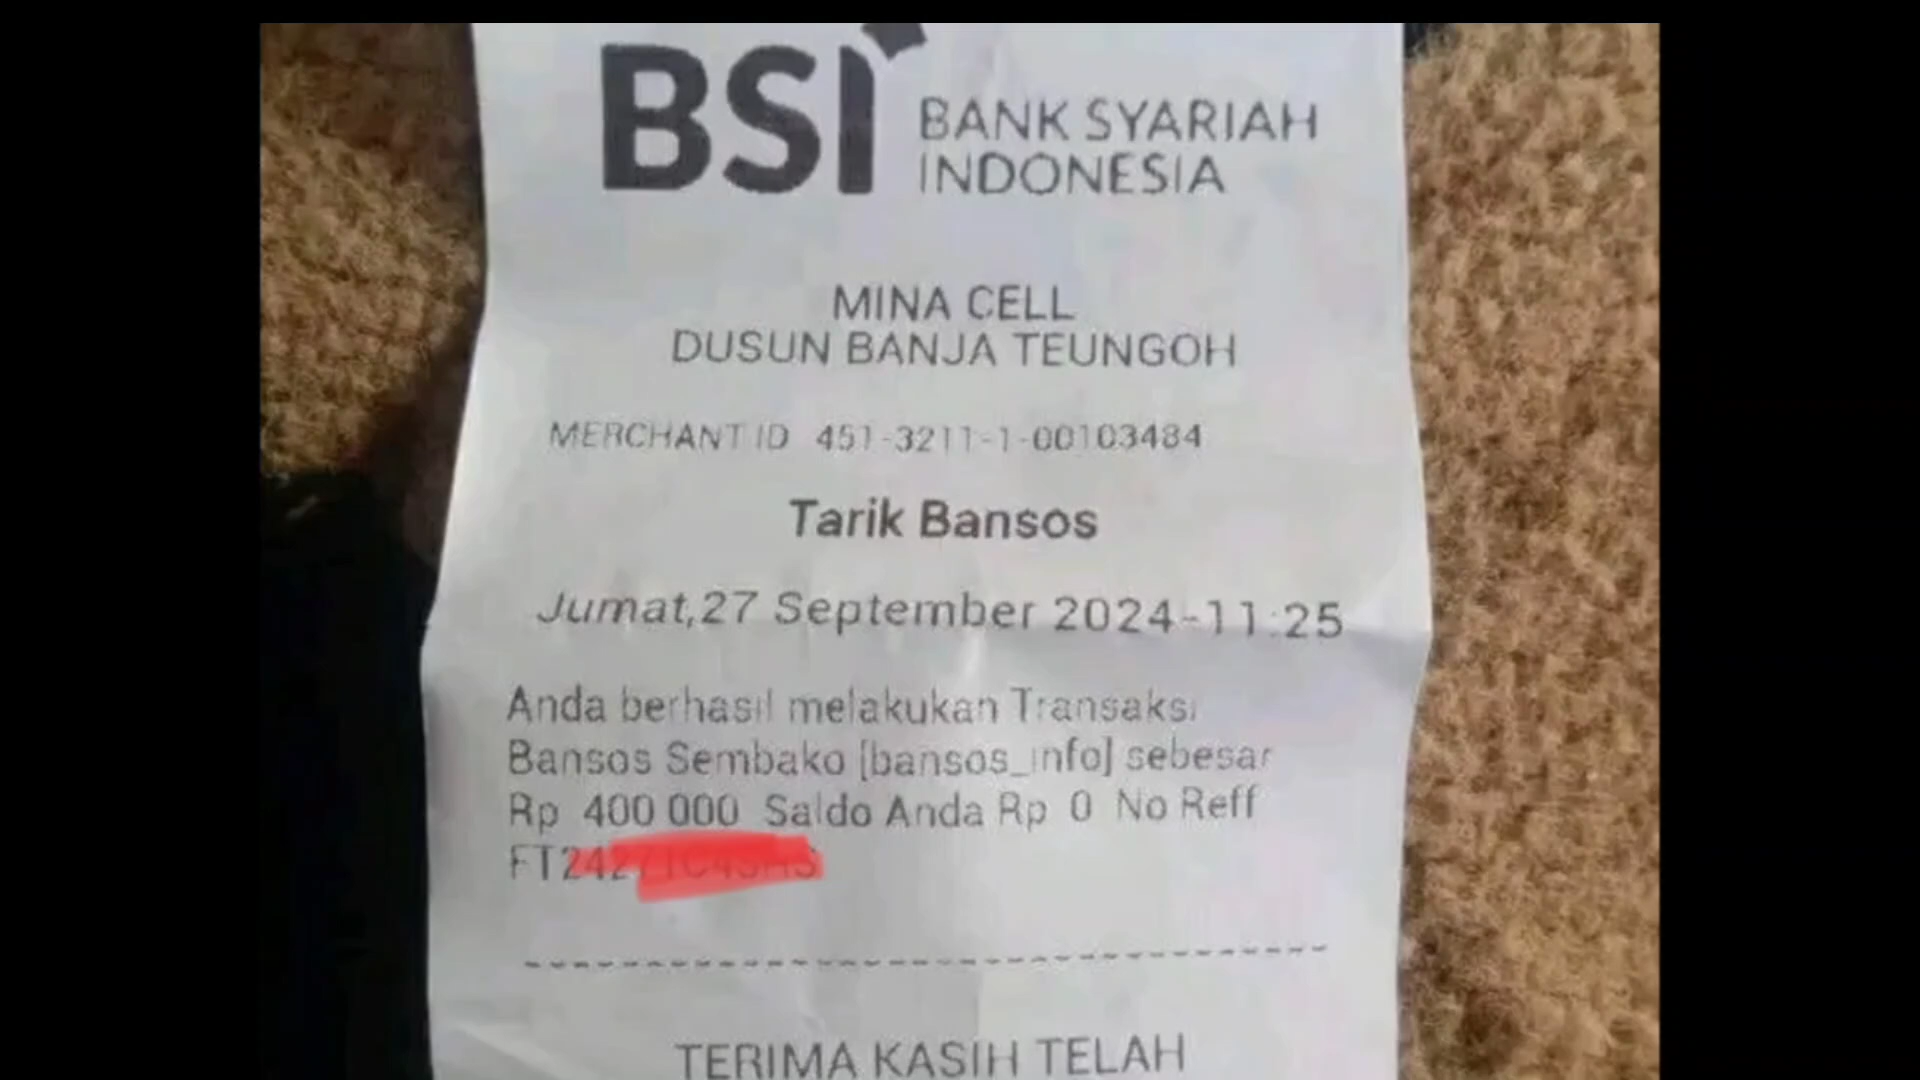 BSI BANK SYARIAH
INDONESIA
MINA CELL
DUSUN BANJA TEUNGOH
MERCHANT ID 451-3211-1-00103484
Tarik Bansos
Jumat,27 September 2024-11:25
Anda berhasil melakukan Transaksi
Bansos Sembako [bansos_info] sebesar
Rp 400 000 Saldo Anda Rp 0 No Reff
TERIMA KASIH TELAH